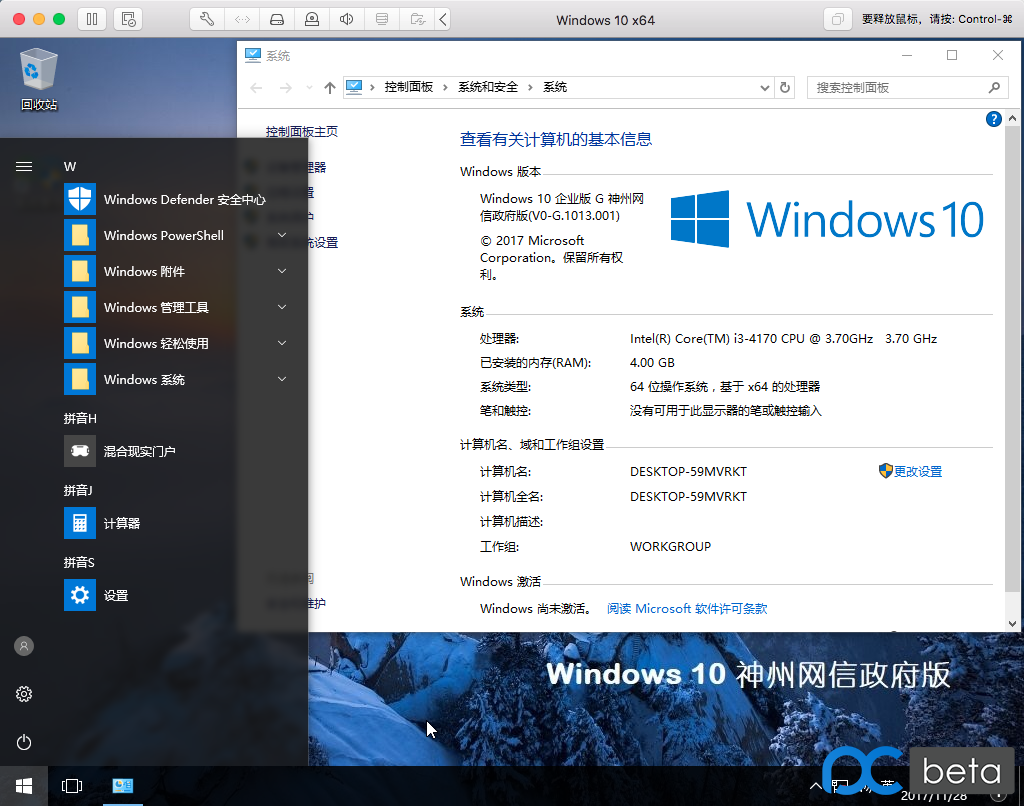 Windows 10 x64
要释放鼠标，请按: Control-⌘
回收站
系统
控制面板 系统和安全 系统
搜索控制面板
控制面板主页
系统设置
查看有关计算机的基本信息
Windows 版本
Windows 10 企业版 G 神州网
信政府版(V0-G.1013.001)
© 2017 Microsoft
Corporation。保留所有权
利。
Windows 10
系统
处理器: Intel(R) Core(TM) i3-4170 CPU @ 3.70GHz 3.70 GHz
已安装的内存(RAM): 4.00 GB
系统类型: 64 位操作系统，基于 x64 的处理器
笔和触控: 没有可用于此显示器的笔或触控输入
计算机名、域和工作组设置
计算机名: DESKTOP-59MVRKT
更改设置
计算机全名: DESKTOP-59MVRKT
计算机描述:
工作组: WORKGROUP
Windows 激活
Windows 尚未激活。 阅读 Microsoft 软件许可条款
W
Windows Defender 安全中心
Windows PowerShell
Windows 附件
Windows 管理工具
Windows 轻松使用
Windows 系统
拼音H
混合现实门户
拼音J
计算器
拼音S
设置
Windows 10 神州网信政府版
pc beta
2017/11/28